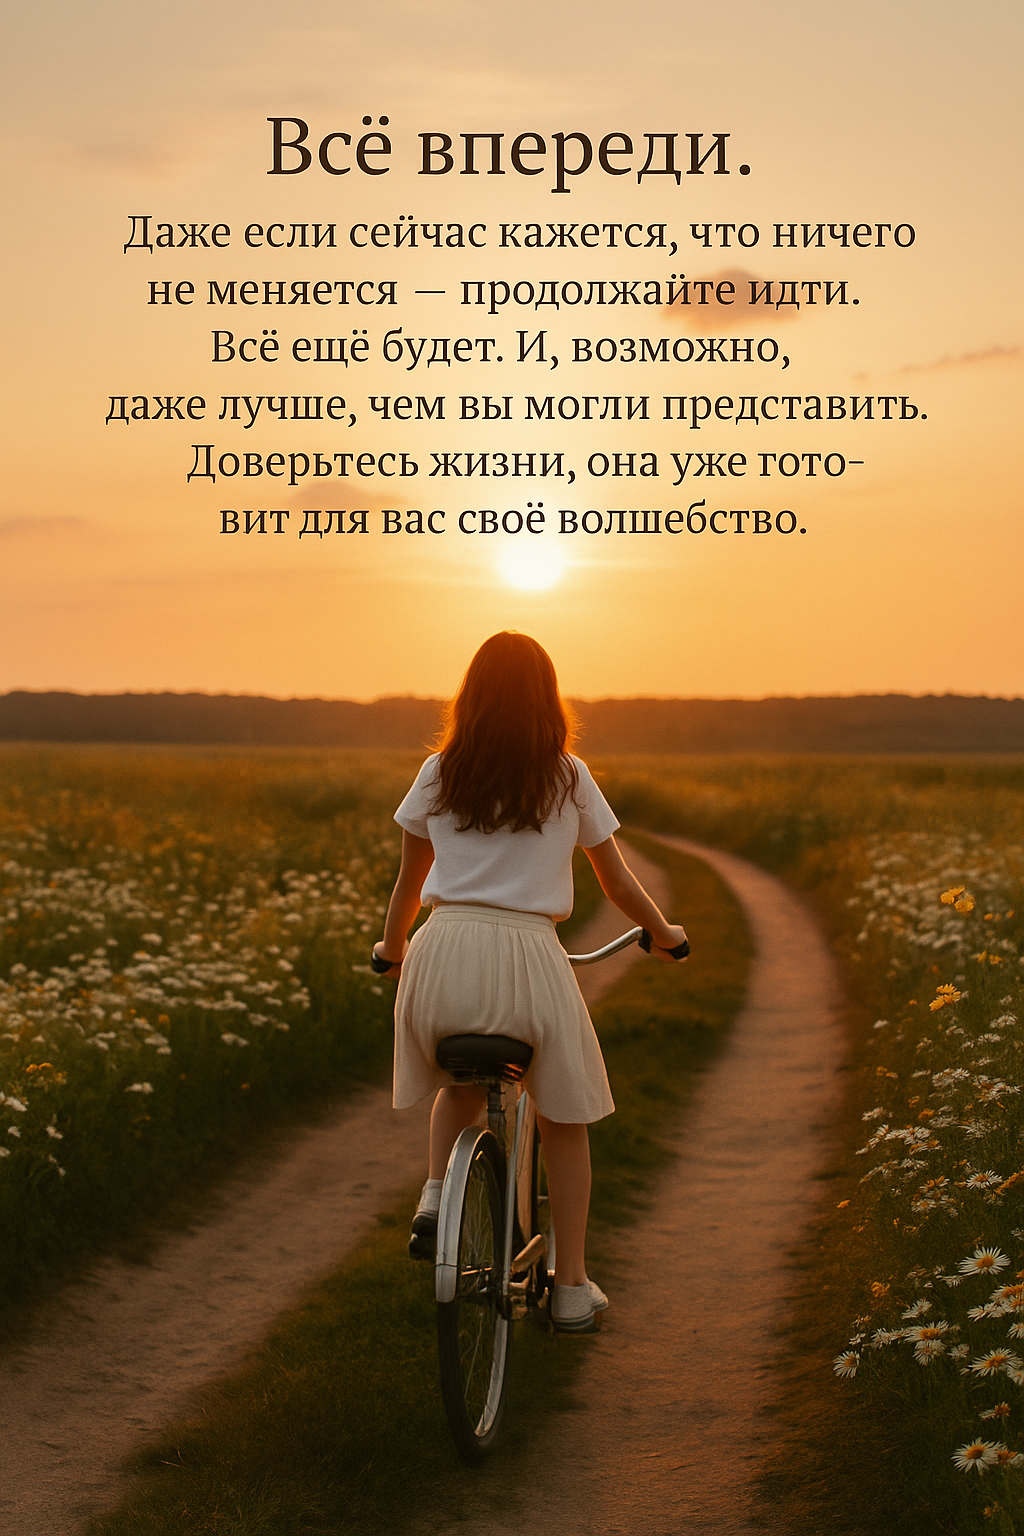 Всё впереди.
Даже если сейчас кажется, что ничего
не меняется — продолжайте идти.
Всё ещё будет. И, возможно,
даже лучше, чем вы могли представить.
Доверьтесь жизни, она уже гото-
вит для вас своё волшебство.